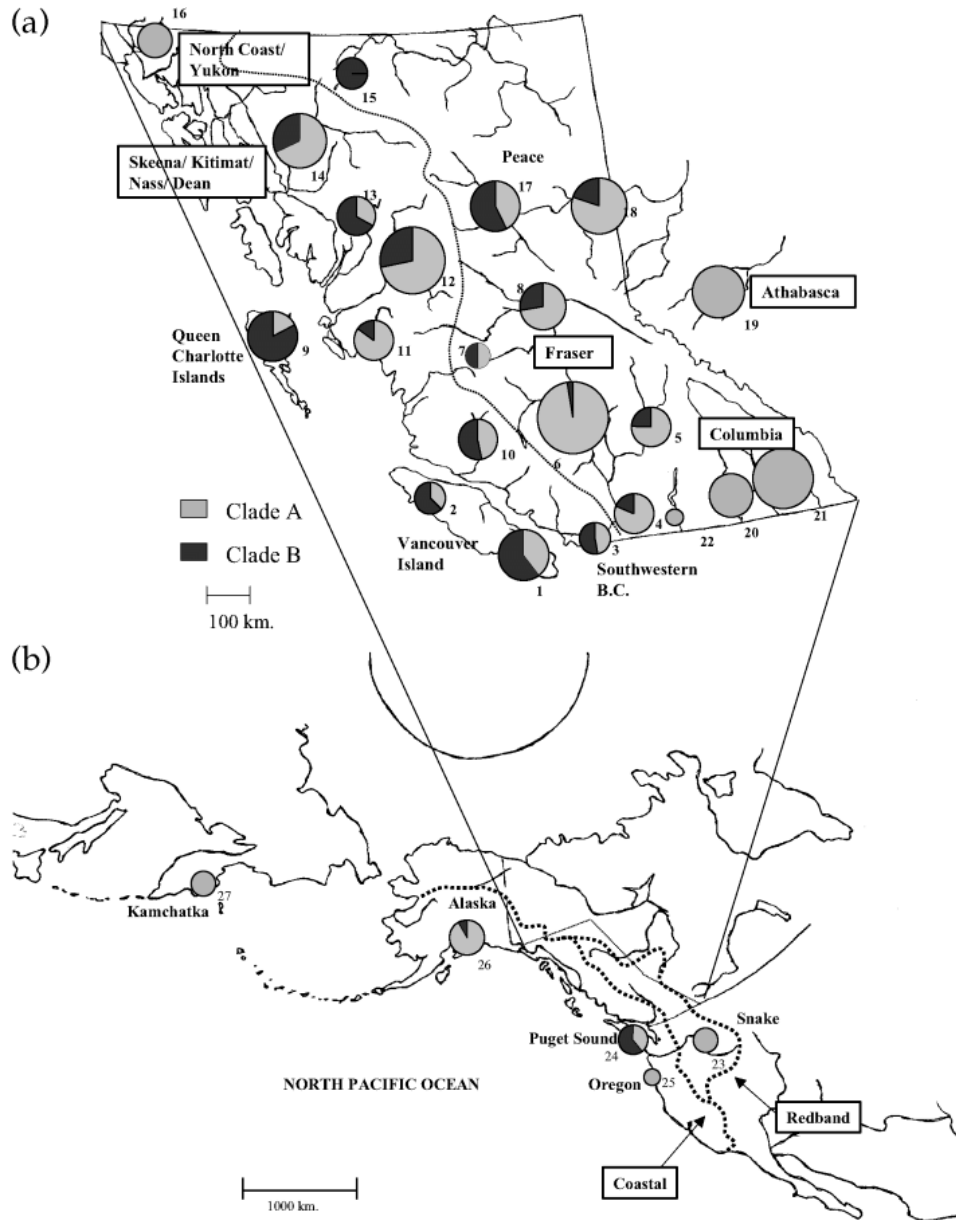 (a)
16
North Coast/
Yukon
15
Skeena/ Kitimat/
Nass/ Dean
14
13
Peace
17
18
12
Athabasca
19
8
Queen
Charlotte
Islands
9
11
7
Fraser
6
5
Columbia
10
Clade A
Clade B
2
4
21
20
22
Vancouver
Island
3
1
Southwestern
B.C.
100 km.
(b)
Kamchatka
27
Alaska
26
Snake
Puget Sound
24
23
Oregon
25
NORTH PACIFIC OCEAN
Redband
Coastal
1000 km.